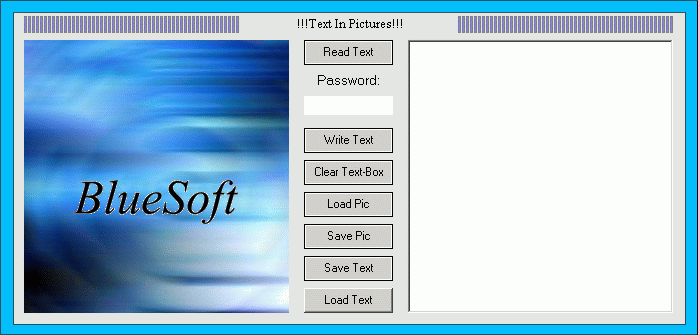 !!!Text In Pictures!!!
Read Text
Password:
Write Text
Clear Text-Box
Load Pic
Save Pic
Save Text
Load Text
BlueSoft